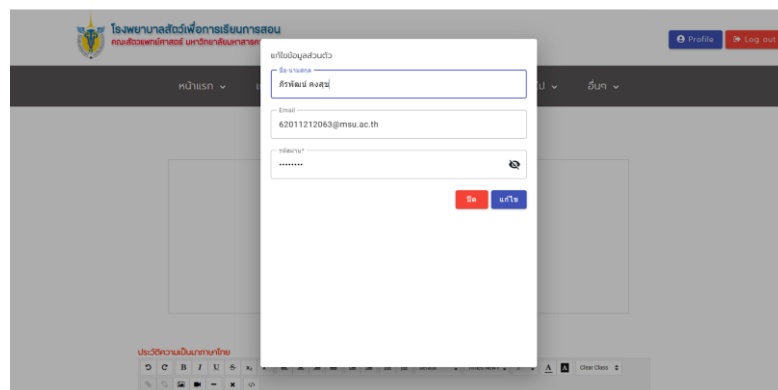 โรงพยาบาลสัตว์เพื่อการเรียนการสอน
คณะสัตวแพทย์ศาสตร์ มหาวิทยาลัยมหาสารคา
Profile
Log out
หน้าแรก
อื่นๆ
แก้ไขข้อมูลส่วนตัว
ชื่อ-นามสกุล
ภีรพัฒน์ คงสุข
Email
62011212063@msu.ac.th
รหัสผ่าน*
ปิด
แก้ไข
ประวัติความเป็นมาภาษาไทย
B I U S
Clear Class